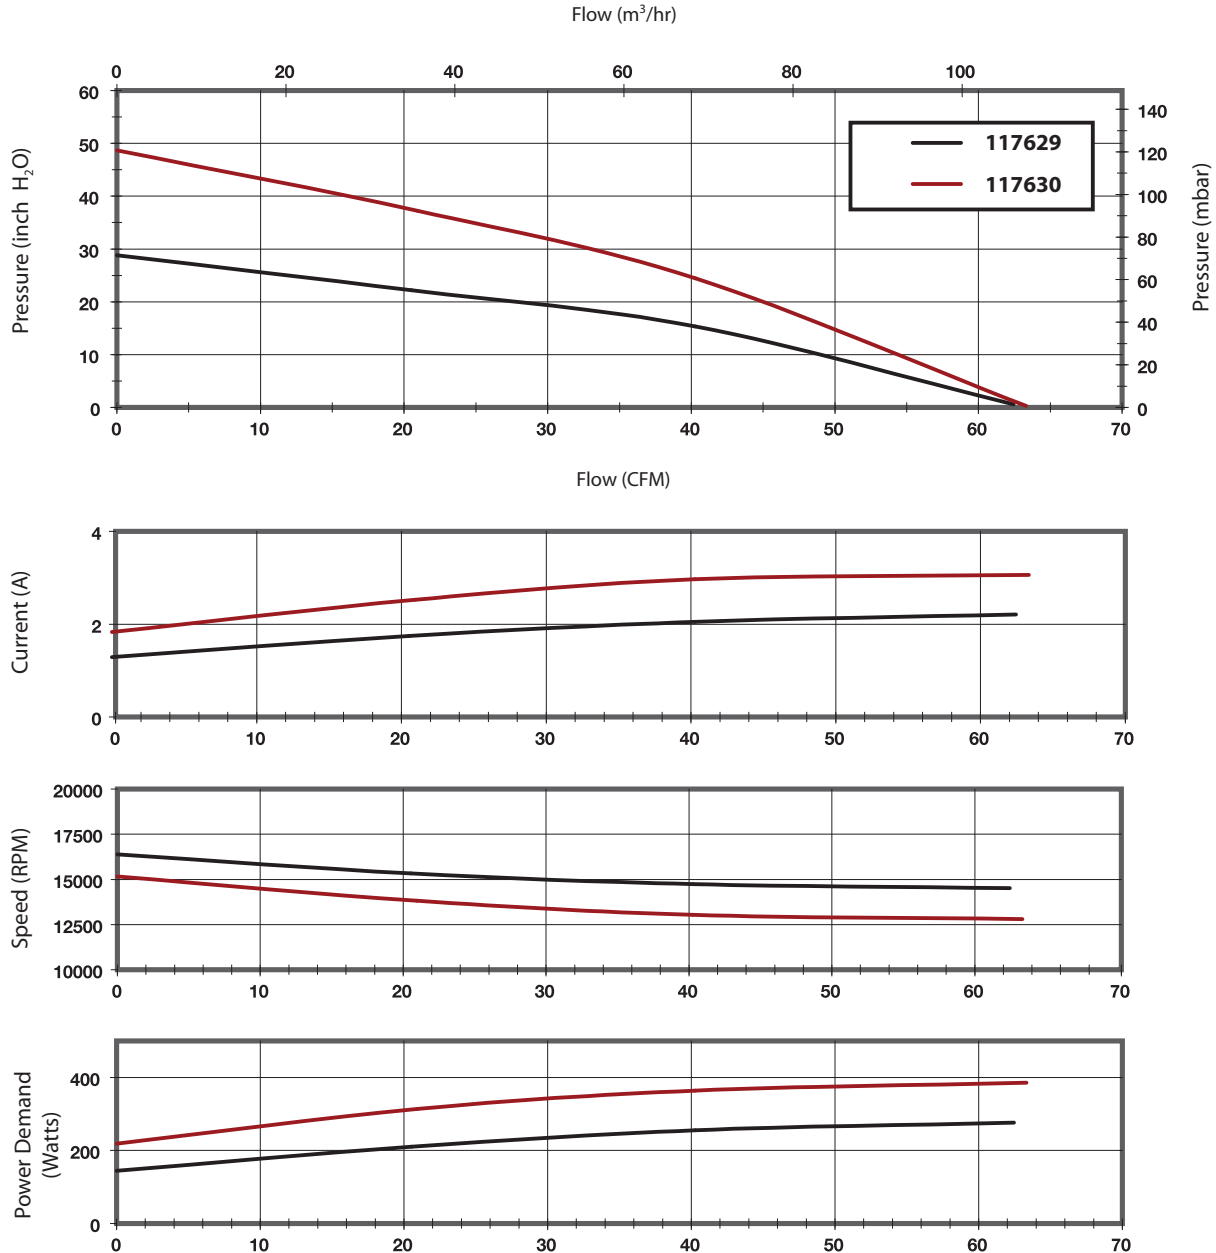 Flow (m³/hr)
0 20 40 60 80 100
Pressure (inch H₂O)
60
50
40
30
20
10
0
117629
117630
140
120
100
80
60
40
20
0
Pressure (mbar)
0 10 20 30 40 50 60 70
Flow (CFM)
Current (A)
4
2
0
0 10 20 30 40 50 60 70
Speed (RPM)
20000
17500
15000
12500
10000
0 10 20 30 40 50 60 70
Power Demand
(Watts)
400
200
0
0 10 20 30 40 50 60 70